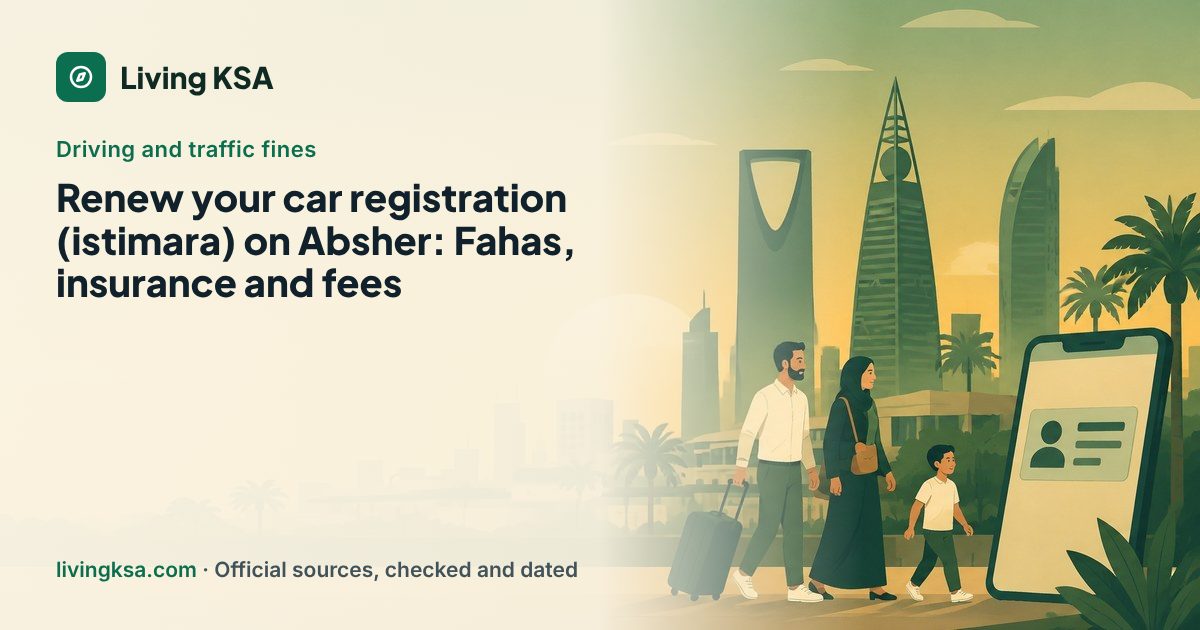 Living KSA
Driving and traffic fines
Renew your car registration
(istimara) on Absher: Fahas,
insurance and fees
livingksa.com · Official sources, checked and dated